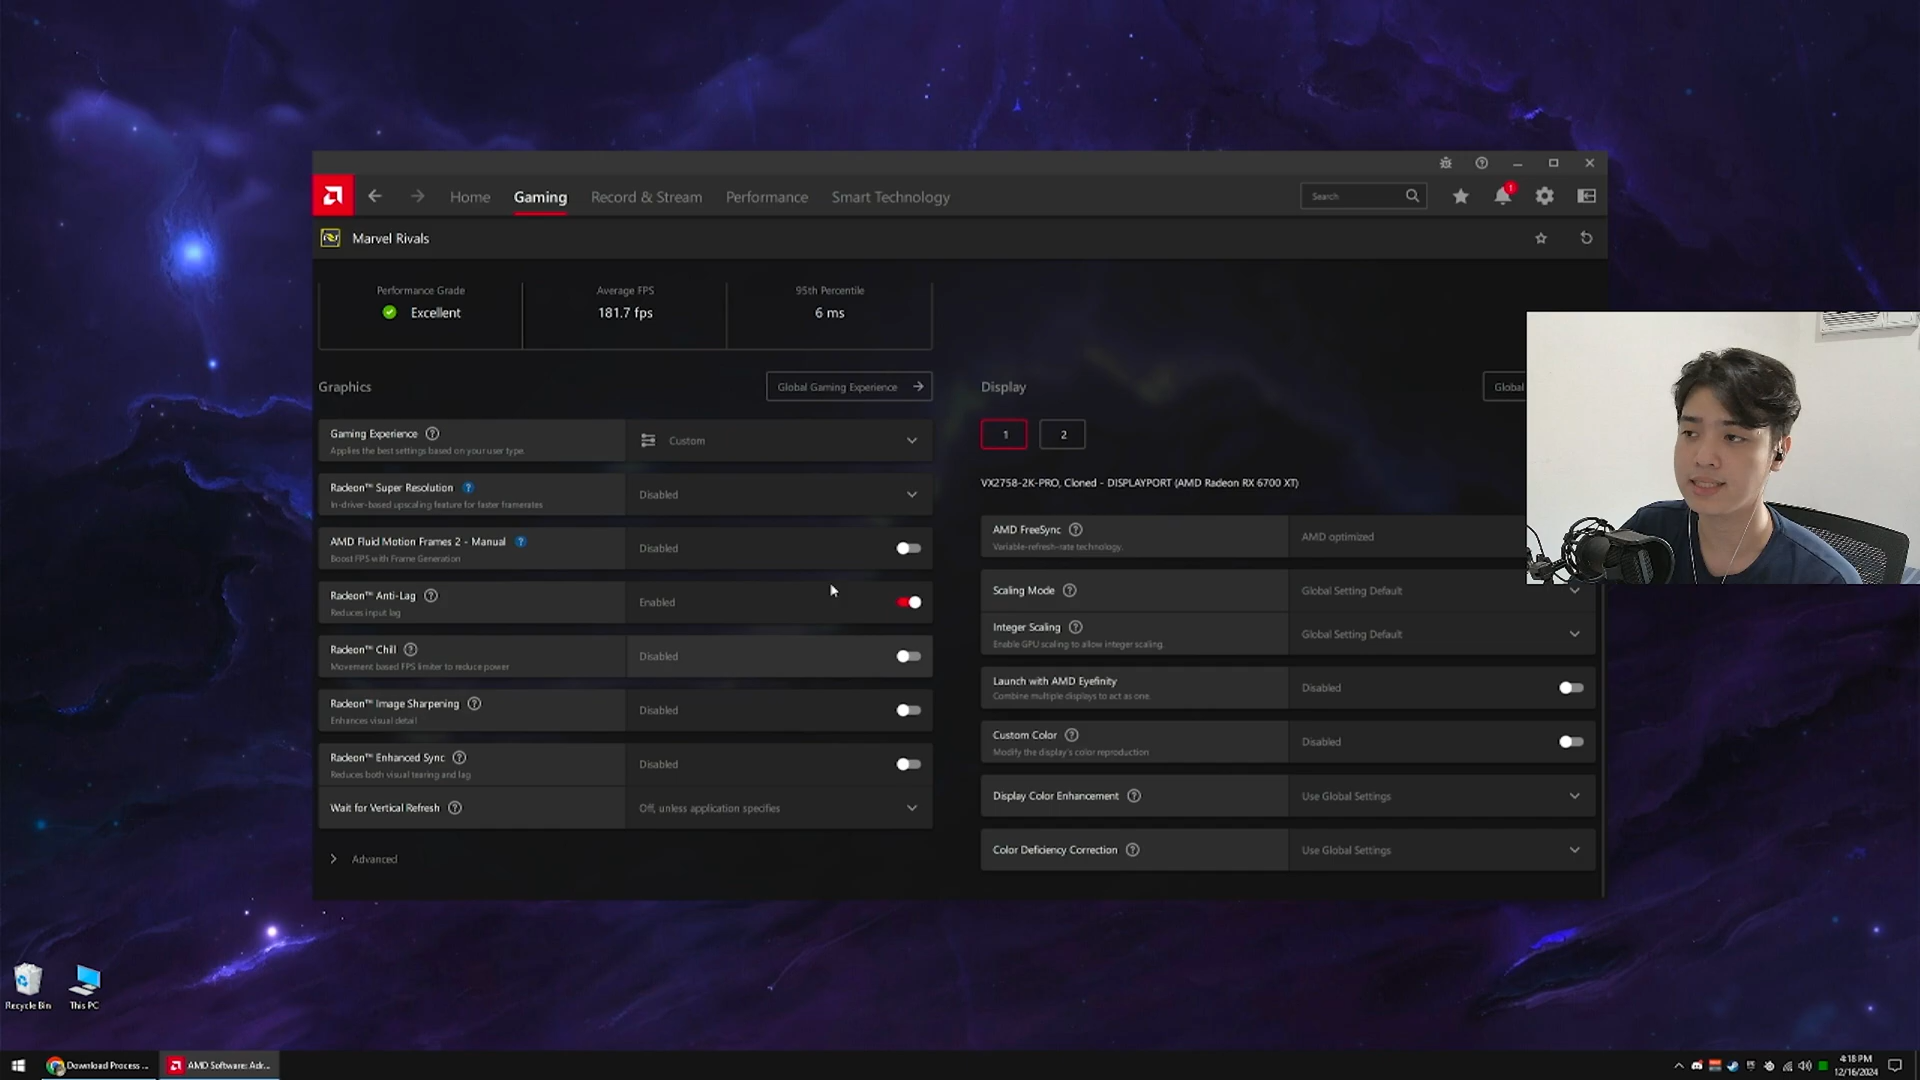 Home
Gaming
Record & Stream
Performance
Smart Technology
Search
1
Marvel Rivals
Performance Grade
Excellent
Average FPS
181.7 fps
95th Percentile
6 ms
Graphics
Global Gaming Experience
Gaming Experience
Applies the best settings based on your user type.
Custom
Radeon™ Super Resolution
In-driver-based upscaling feature for faster framerates
Disabled
AMD Fluid Motion Frames 2 - Manual
Boost FPS with Frame Generation
Disabled
Radeon™ Anti-Lag
Reduces input lag
Enabled
Radeon™ Chill
Movement based FPS limiter to reduce power
Disabled
Radeon™ Image Sharpening
Enhances visual detail
Disabled
Radeon™ Enhanced Sync
Reduces both visual tearing and lag
Disabled
Wait for Vertical Refresh
Off, unless application specifies
Advanced
Display
Global
1
2
VX2758-2K-PRO, Cloned - DISPLAYPORT (AMD Radeon RX 6700 XT)
AMD FreeSync
Variable-refresh-rate technology.
AMD optimized
Scaling Mode
Global Setting Default
Integer Scaling
Enable GPU scaling to allow integer scaling.
Global Setting Default
Launch with AMD Eyefinity
Combine multiple displays to act as one.
Disabled
Custom Color
Modify the display's color reproduction
Disabled
Display Color Enhancement
Use Global Settings
Color Deficiency Correction
Use Global Settings
Recycle Bin
This PC
Download Process ...
AMD Software: Adr...
4:18 PM
12/16/2024